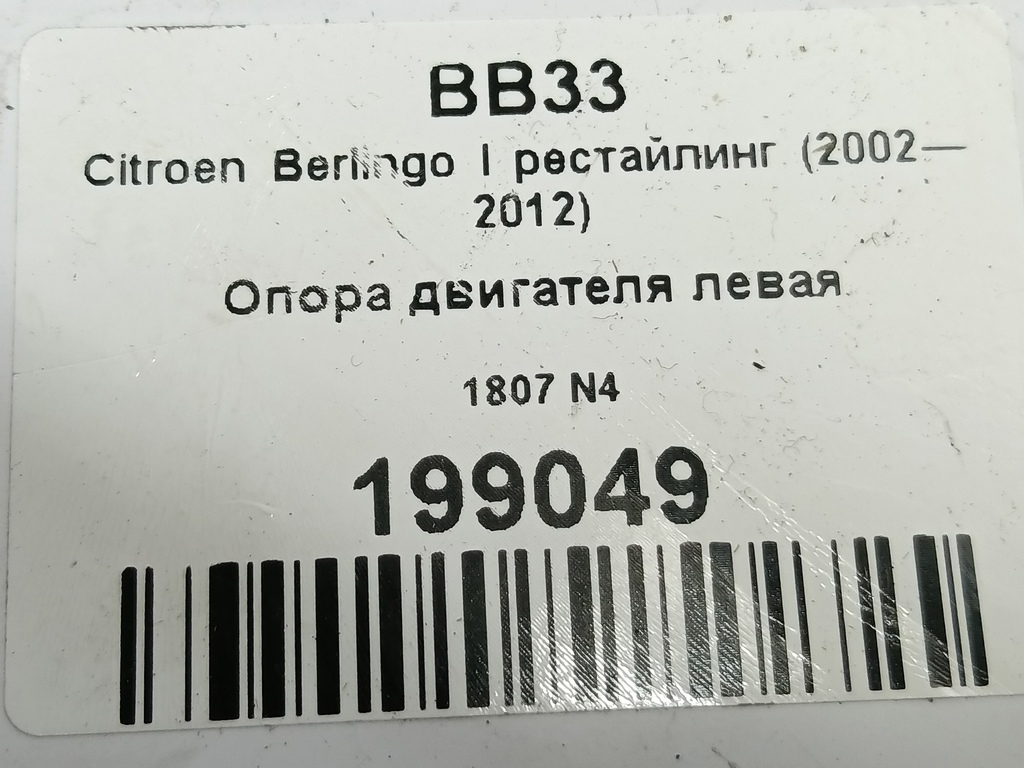 BB33
Citroen Berlingo I рестайлинг (2002—
2012)
Опора двигателя левая
1807 N4
199049